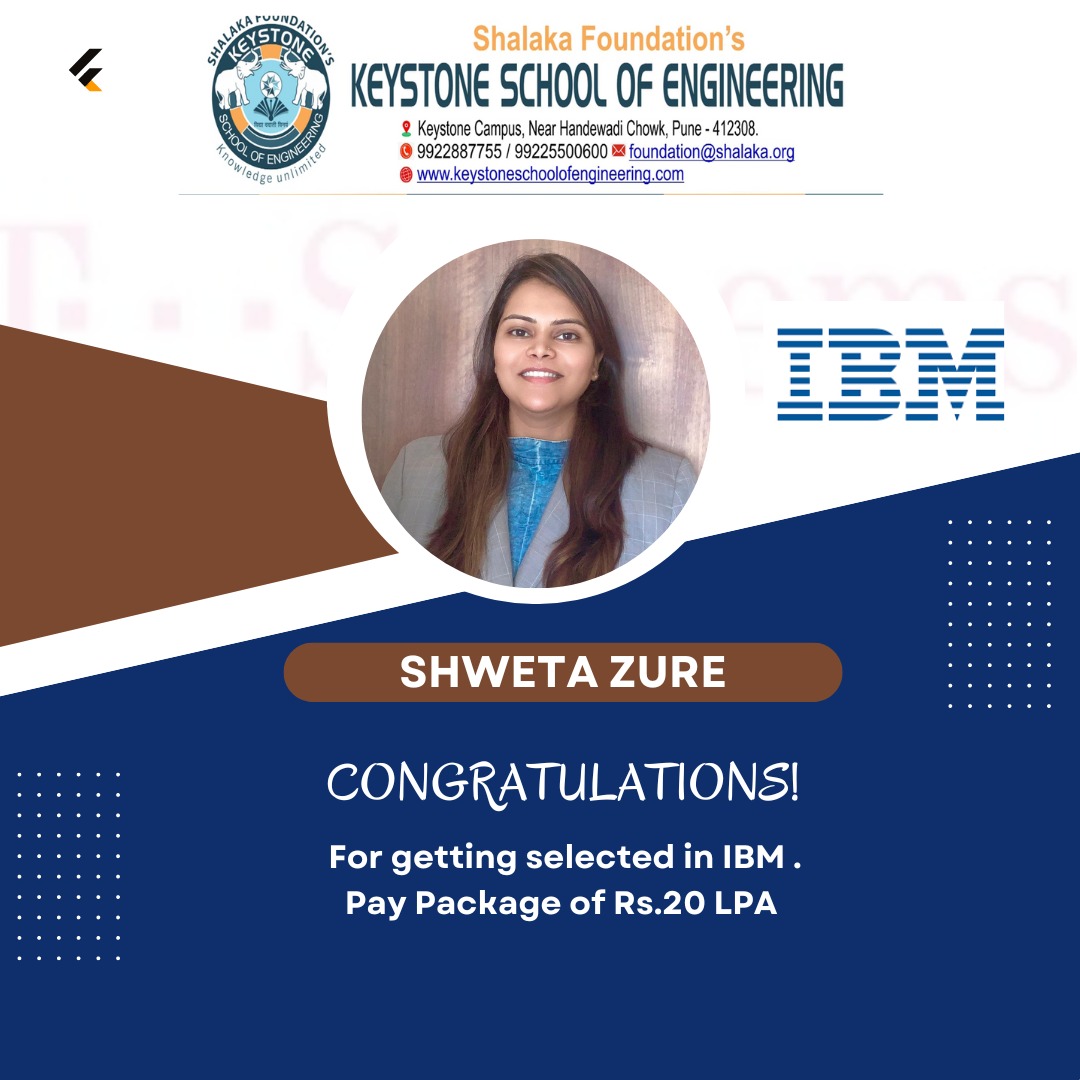 SHALAKA FOUNDATION'S
KEYSTONE
SCHOOL OF ENGINEERING
Knowledge unlimited
Shalaka Foundation's
KEYSTONE SCHOOL OF ENGINEERING
Keystone Campus, Near Handewadi Chowk, Pune - 412308.
9922887755 / 99225500600 foundation@shalaka.org
www.keystoneschoolofengineering.com
IBM
SHWETA ZURE
CONGRATULATIONS!
For getting selected in IBM .
Pay Package of Rs.20 LPA